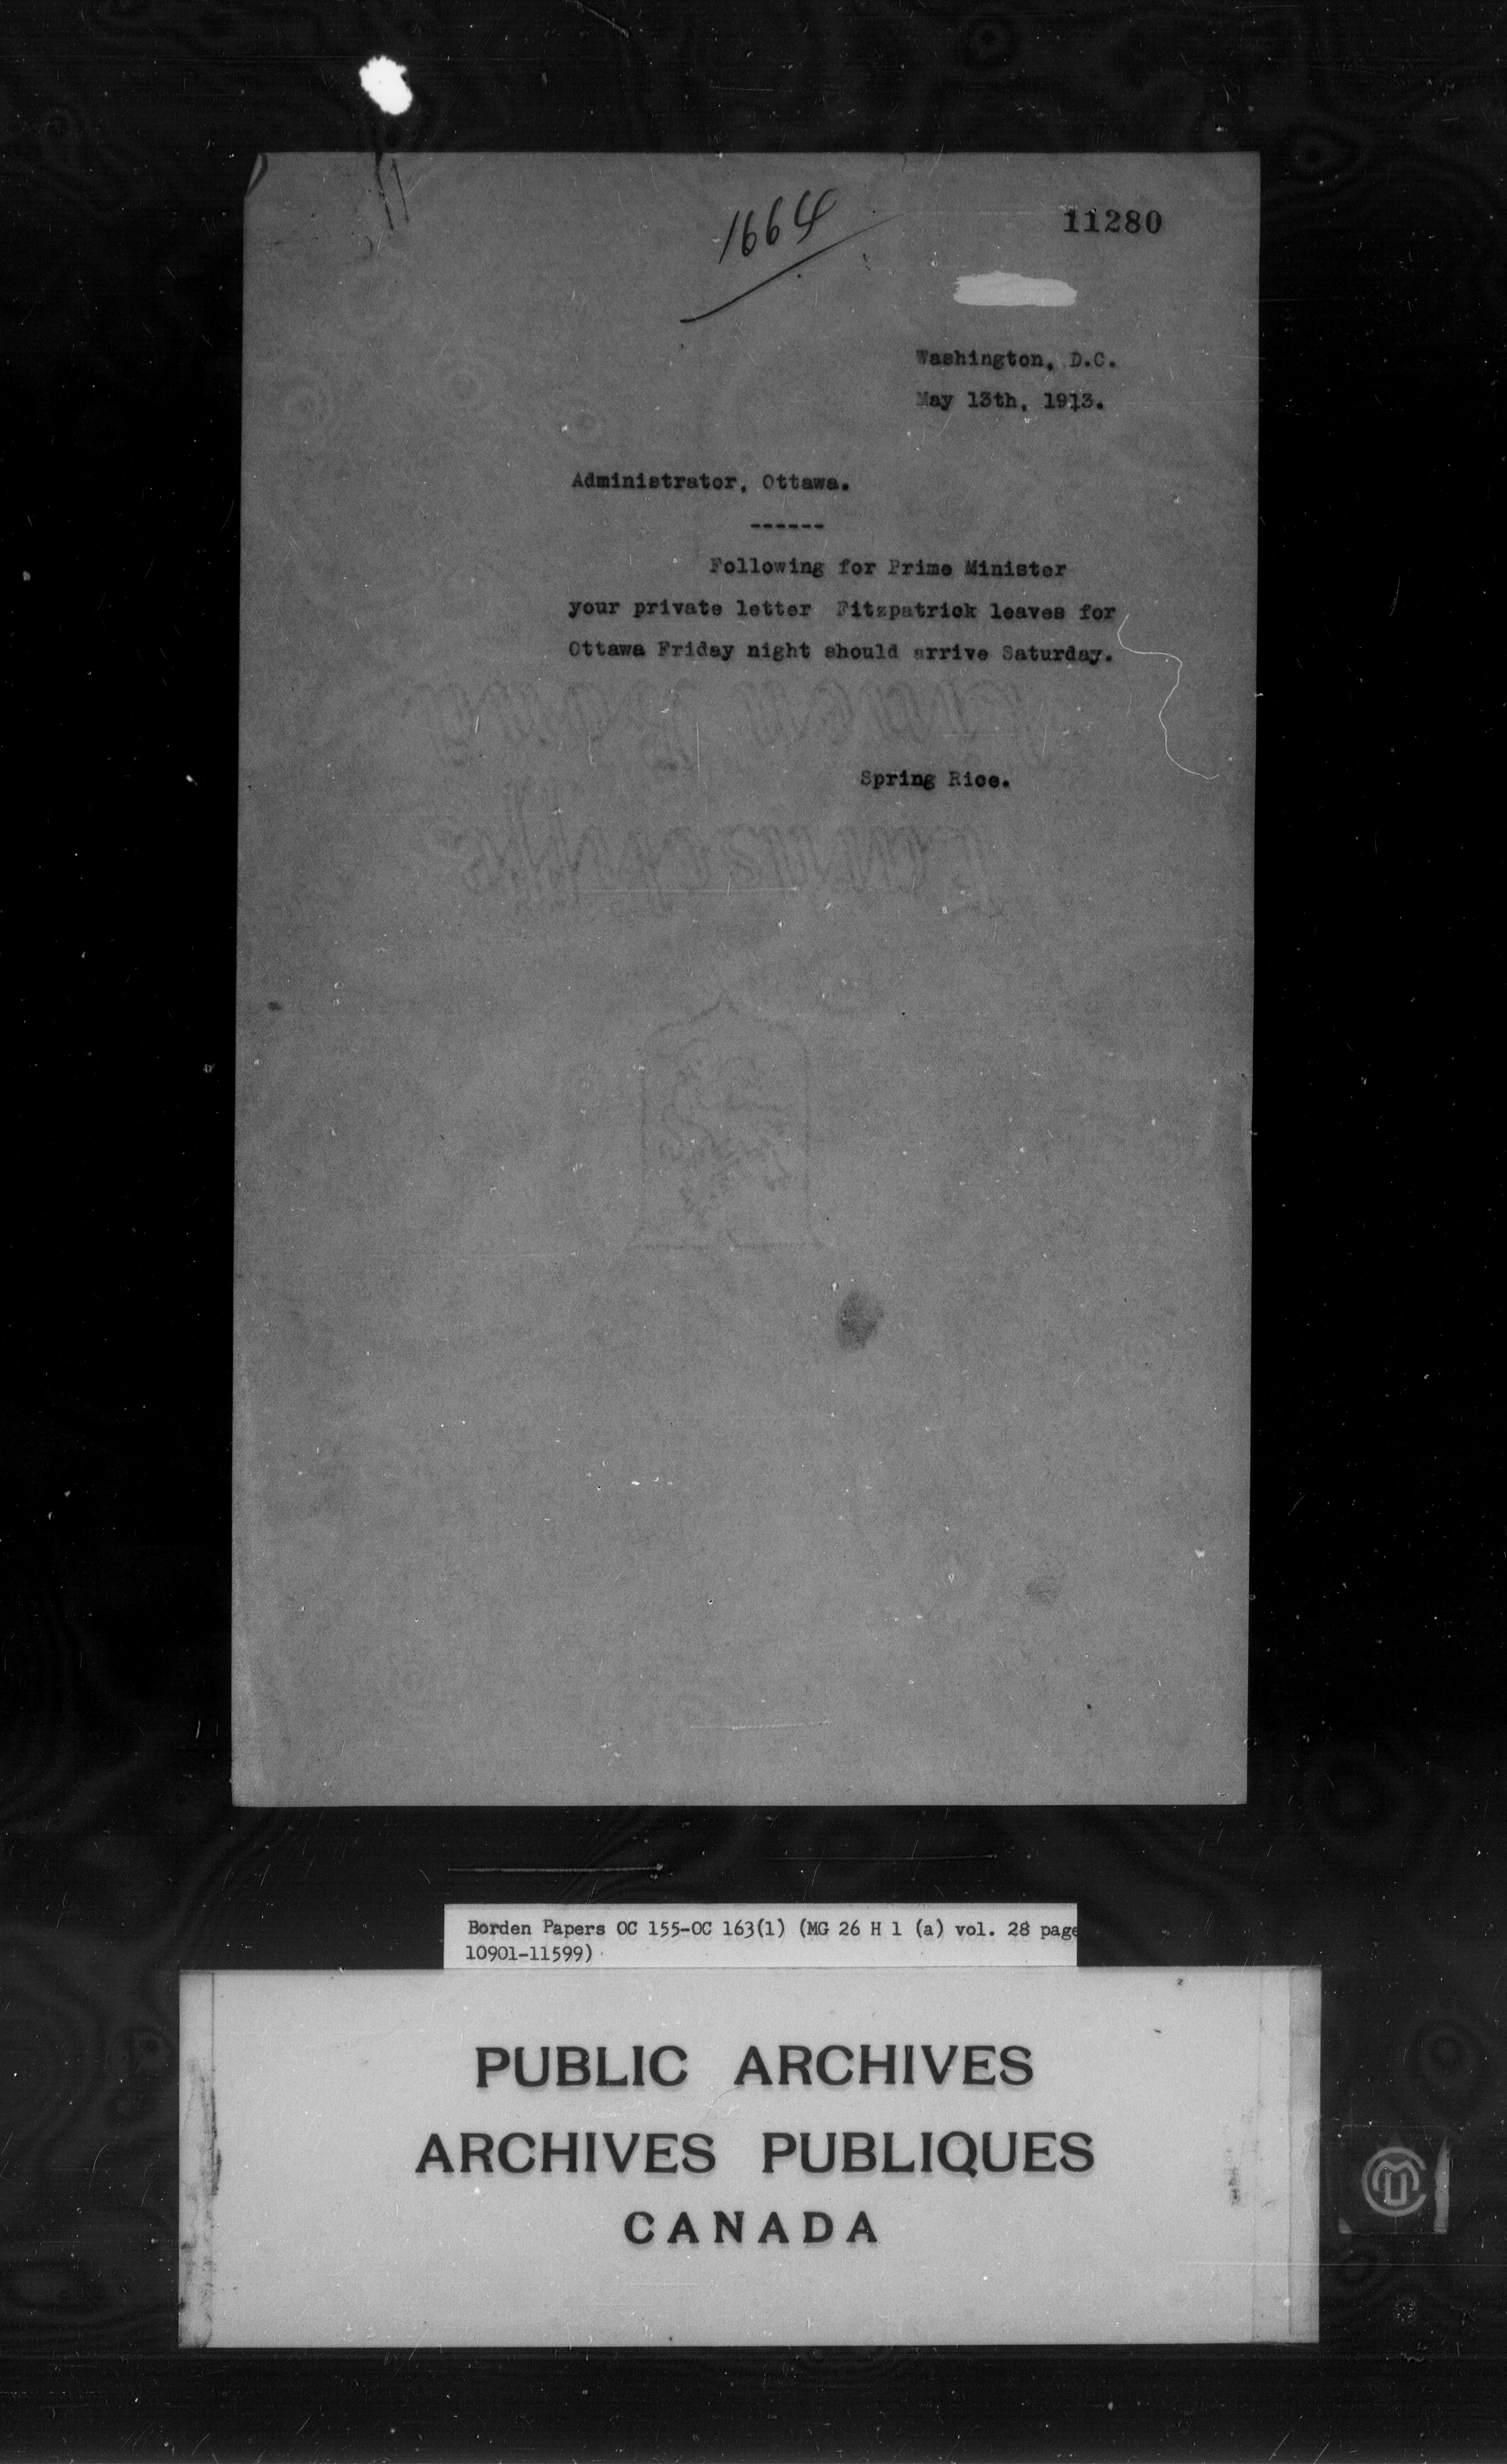 1664
11280
Washington, D.C.
May 13th, 1913.
Administrator, Ottawa.
------
Following for Prime Minister
your private letter Fitzpatrick leaves for
Ottawa Friday night should arrive Saturday.
Spring Rice.
Borden Papers OC 155-OC 163(1) (MG 26 H 1 (a) vol. 28 page
10901-11599)
PUBLIC ARCHIVES
ARCHIVES PUBLIQUES
CANADA